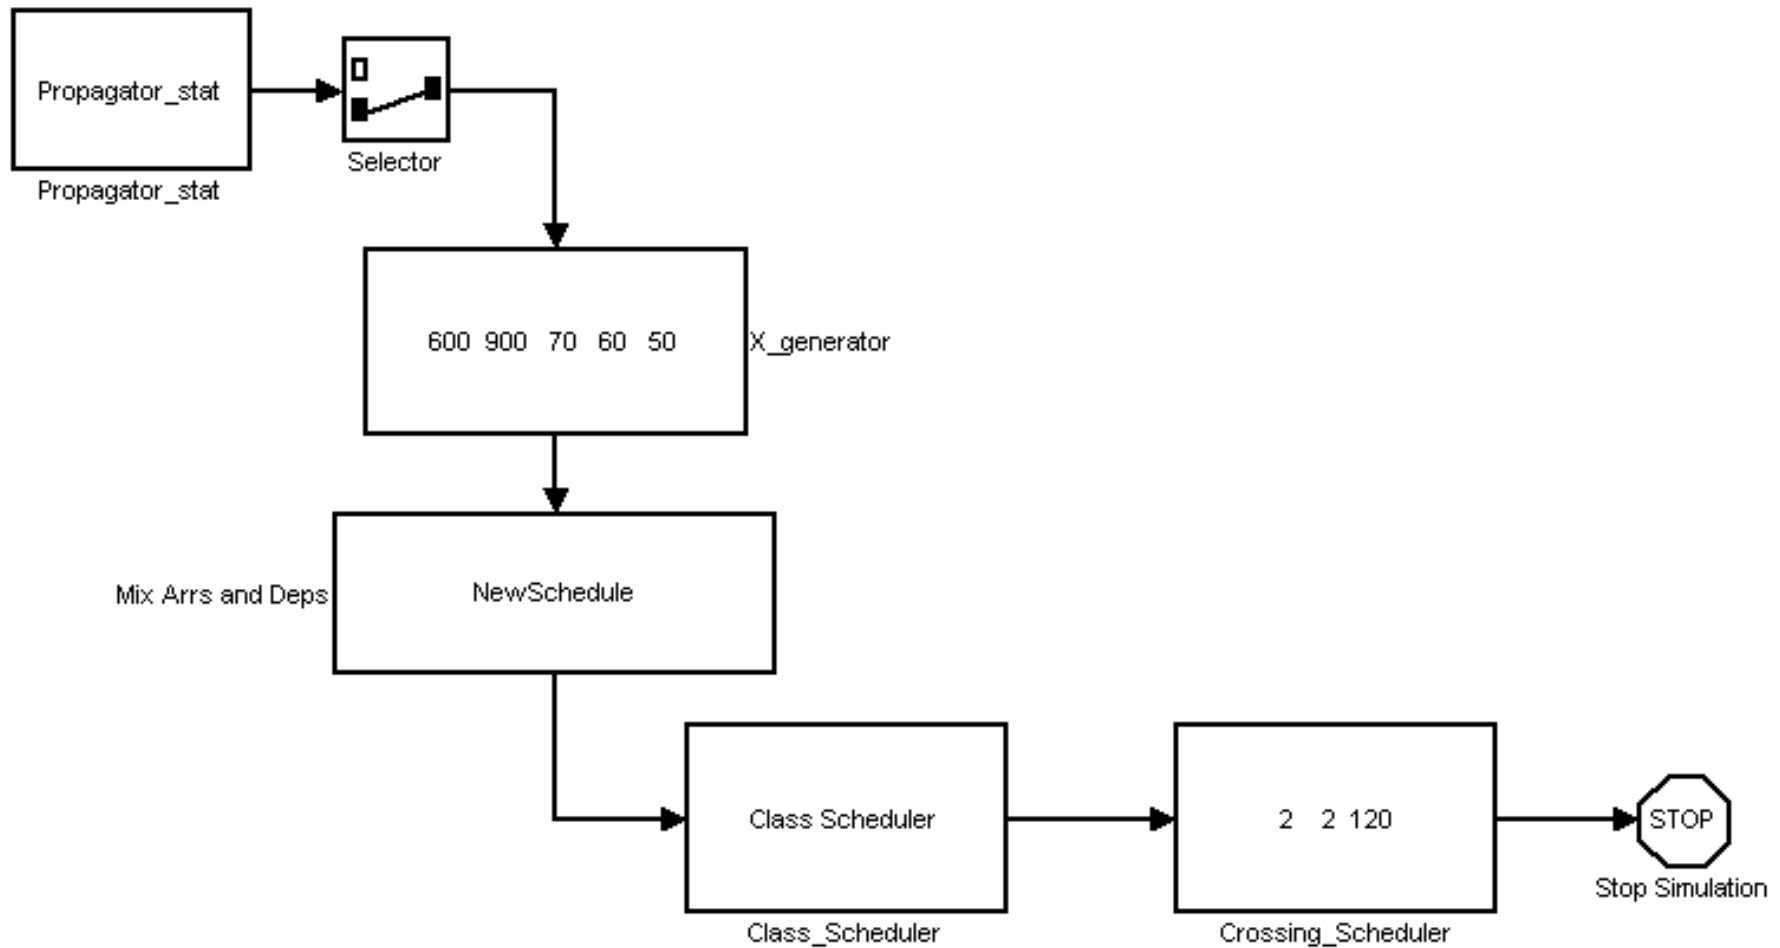 Propagator_stat
Propagator_stat
Selector
600 900 70 60 50
X_generator
Mix Arrs and Deps
NewSchedule
Class Scheduler
Class_Scheduler
2 2 120
Crossing_Scheduler
STOP
Stop Simulation